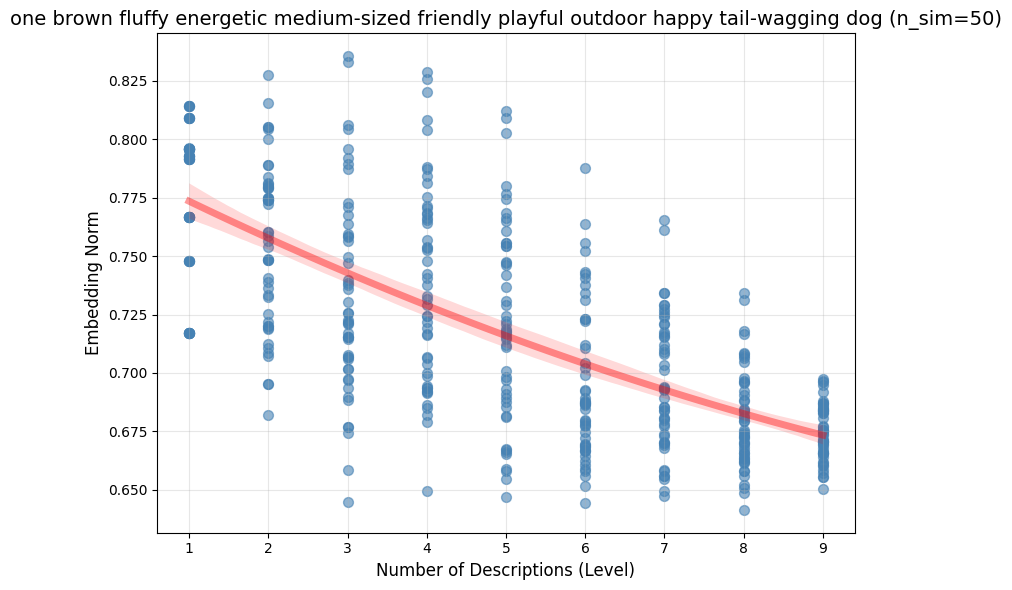 one brown fluffy energetic medium-sized friendly playful outdoor happy tail-wagging dog (n_sim=50)
0.825
0.800
0.775
0.750
0.725
0.700
0.675
0.650
Embedding Norm
1 2 3 4 5 6 7 8 9
Number of Descriptions (Level)